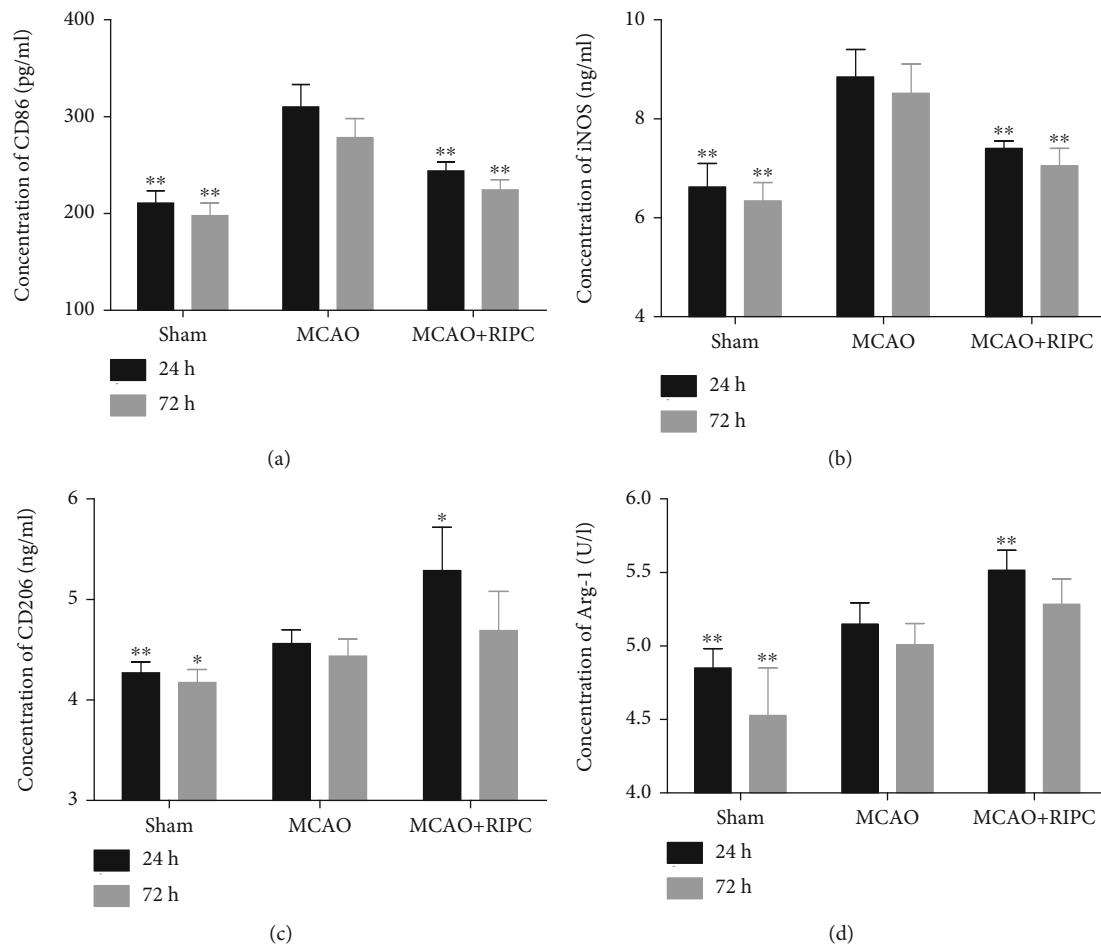 Concentration of CD86 (pg/ml)
400
300
200
100
**
**
**
**
Sham
MCAO
MCAO+RIPC
24 h
72 h
(a)
Concentration of iNOS (ng/ml)
10
8
6
4
**
**
**
**
Sham
MCAO
MCAO+RIPC
24 h
72 h
(b)
Concentration of CD206 (ng/ml)
6
5
4
3
**
*
*
Sham
MCAO
MCAO+RIPC
24 h
72 h
(c)
Concentration of Arg-1 (U/l)
6.0
5.5
5.0
4.5
4.0
**
**
**
Sham
MCAO
MCAO+RIPC
24 h
72 h
(d)